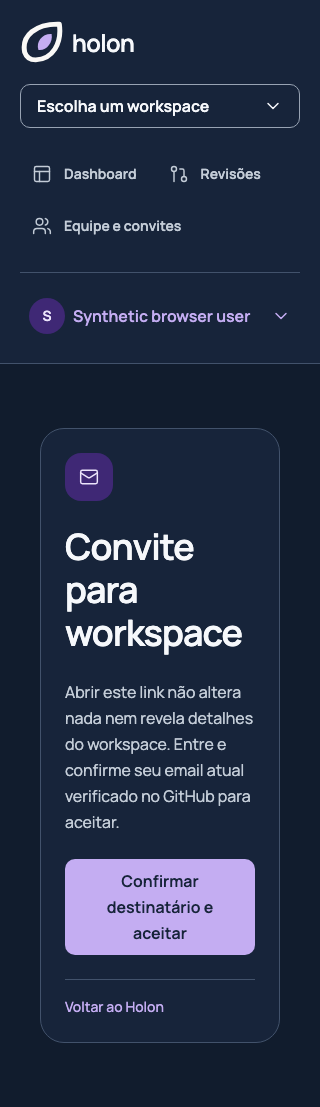 holon
Escolha um workspace
Dashboard
Revisões
Equipe e convites
S
Synthetic browser user
Convite
para
workspace
Abrir este link não altera
nada nem revela detalhes
do workspace. Entre e
confirme seu email atual
verificado no GitHub para
aceitar.
Confirmar
destinatário e
aceitar
Voltar ao Holon